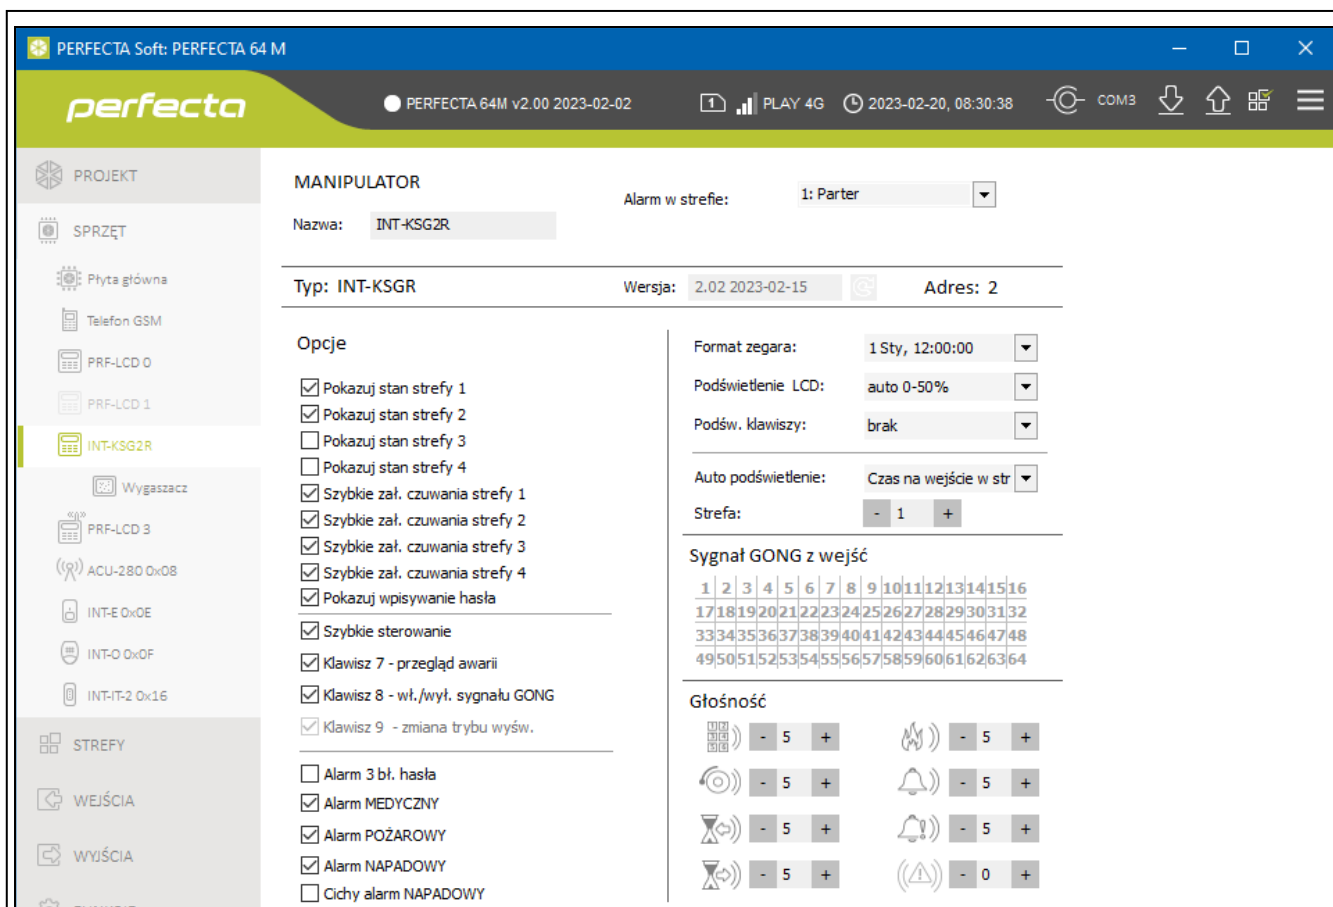 PERFECTA Soft: PERFECTA 64 M
perfecta
PERFECTA 64M v2.00 2023-02-02
1 PLAY 4G 2023-02-20, 08:30:38 COM3
PROJEKT
SPRZĘT
Płyta główna
Telefon GSM
PRF-LCD 0
PRF-LCD 1
INT-KSG2R
Wygaszacz
PRF-LCD 3
ACU-280 0x08
INT-E 0x0E
INT-O 0x0F
INT-IT-2 0x16
STREFY
WEJŚCIA
WYJŚCIA
MANIPULATOR
Nazwa: INT-KSG2R
Alarm w strefie: 1: Parter
Typ: INT-KSGR Wersja: 2.02 2023-02-15 Adres: 2
Opcje
Pokazuj stan strefy 1
Pokazuj stan strefy 2
Pokazuj stan strefy 3
Pokazuj stan strefy 4
Szybkie zał. czuwania strefy 1
Szybkie zał. czuwania strefy 2
Szybkie zał. czuwania strefy 3
Szybkie zał. czuwania strefy 4
Pokazuj wpisywanie hasła
Szybkie sterowanie
Klawisz 7 - przegląd awarii
Klawisz 8 - wł./wył. sygnału GONG
Klawisz 9 - zmiana trybu wyśw.
Alarm 3 bł. hasła
Alarm MEDYCZNY
Alarm POŻAROWY
Alarm NAPADOWY
Cichy alarm NAPADOWY
Format zegara: 1 Sty, 12:00:00
Podświetlenie LCD: auto 0-50%
Podśw. klawiszy: brak
Auto podświetlenie: Czas na wejście w str
Strefa: - 1 +
Sygnał GONG z wejść
1 2 3 4 5 6 7 8 9 10 11 12 13 14 15 16
17 18 19 20 21 22 23 24 25 26 27 28 29 30 31 32
33 34 35 36 37 38 39 40 41 42 43 44 45 46 47 48
49 50 51 52 53 54 55 56 57 58 59 60 61 62 63 64
Głośność
- 5 + - 5 +
- 5 + - 5 +
- 5 + - 5 +
- 5 + - 0 +